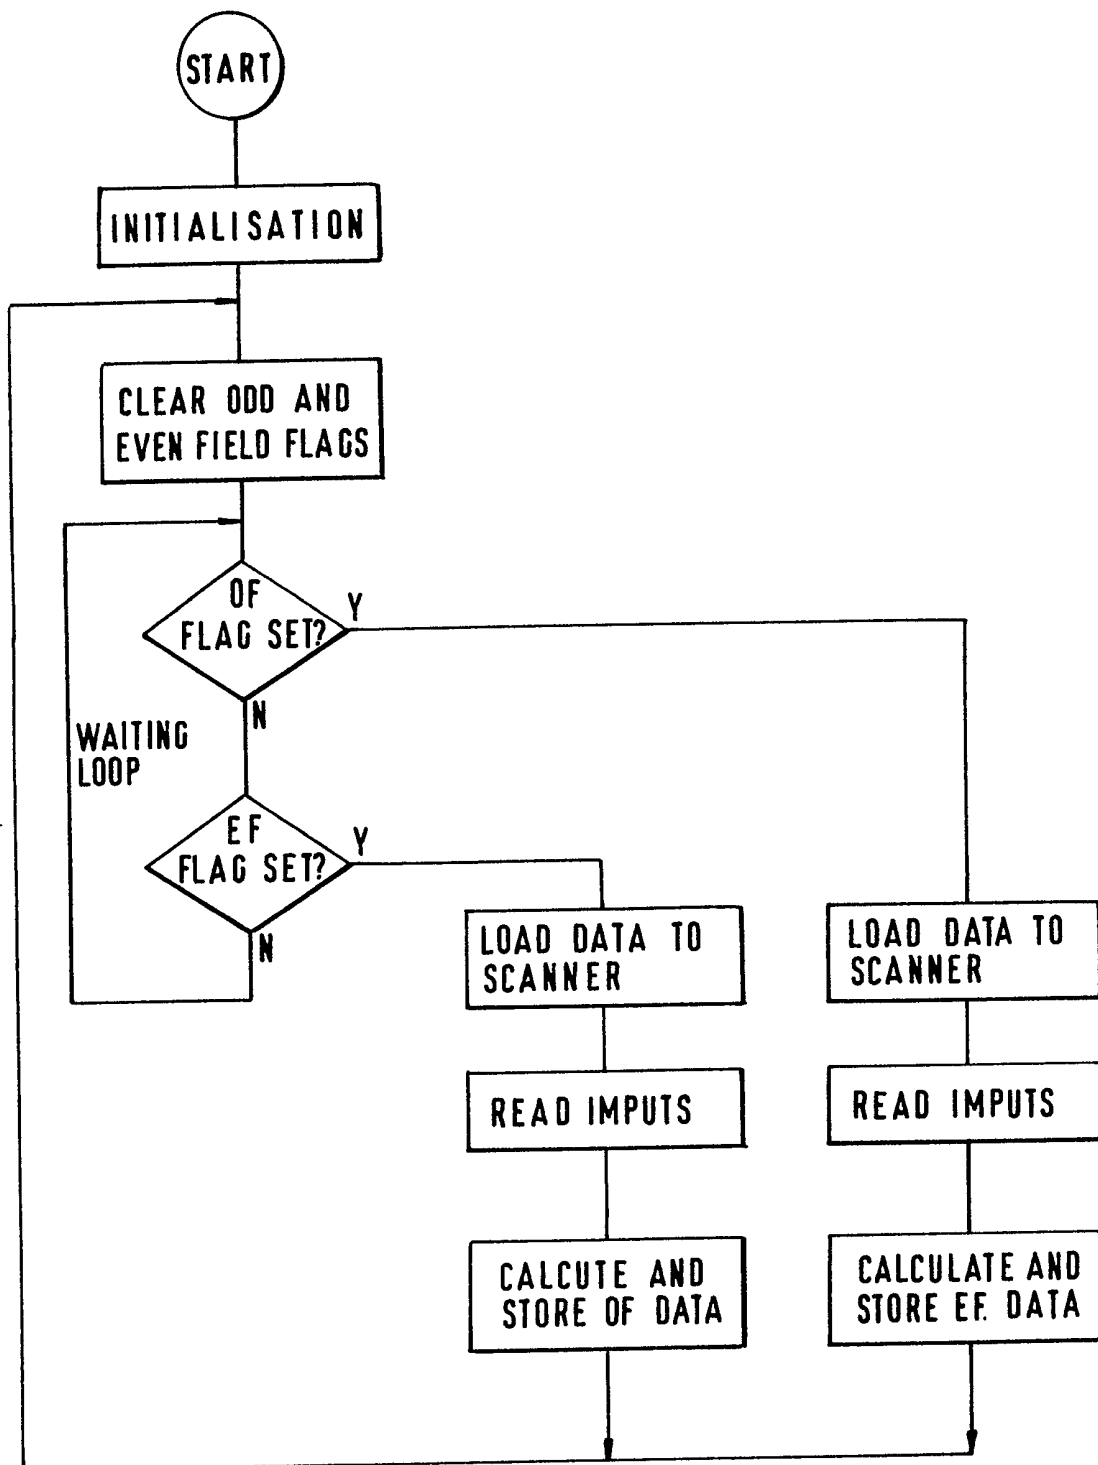 START
INITIALISATION
CLEAR ODD AND
EVEN FIELD FLAGS
OF
FLAG SET?
Y
N
WAITING
LOOP
EF
FLAG SET?
Y
N
LOAD DATA TO
SCANNER
READ IMPUTS
CALCUTE AND
STORE OF DATA
LOAD DATA TO
SCANNER
READ IMPUTS
CALCULATE AND
STORE EF. DATA